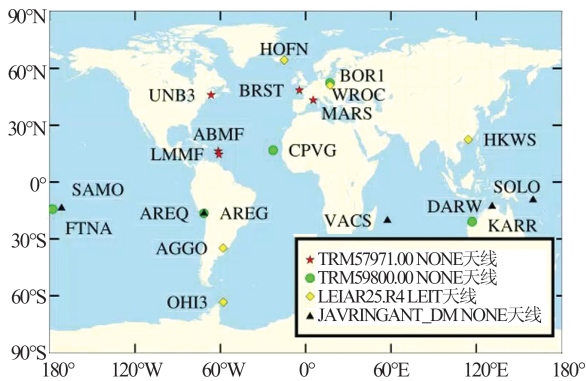 90°N
HOFN
60°N
BOR1
BRST
WROC
UNB3
MARS
30°N
ABMF
HKWS
LMMF
CPVG
0°
SAMO
SOLO
AREQ
AREG
VACS
DARW
FTNA
KARR
30°S
AGGO
TRM57971.00 NONE天线
TRM59800.00 NONE天线
LEIAR25.R4 LEIT天线
60°S
OHI3
JAVRINGANT_DM NONE天线
90°S
180°
120°W
60°W
0°
60°E
120°E
180°